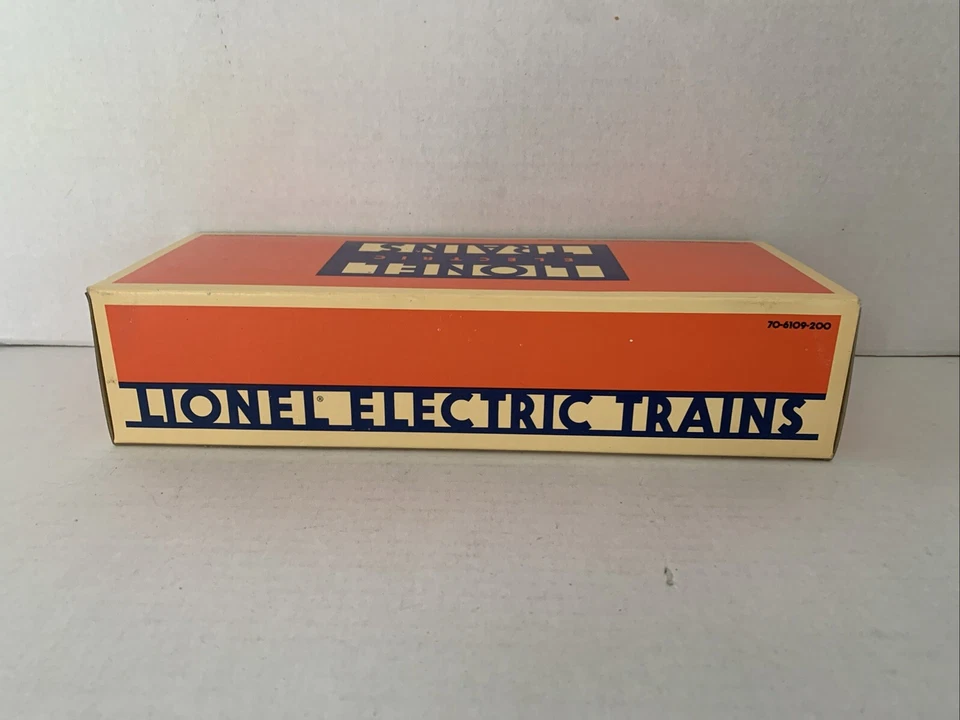 LIONEL
ELECTRIC
TRAINS
70-6109-200
LIONEL® ELECTRIC TRAINS